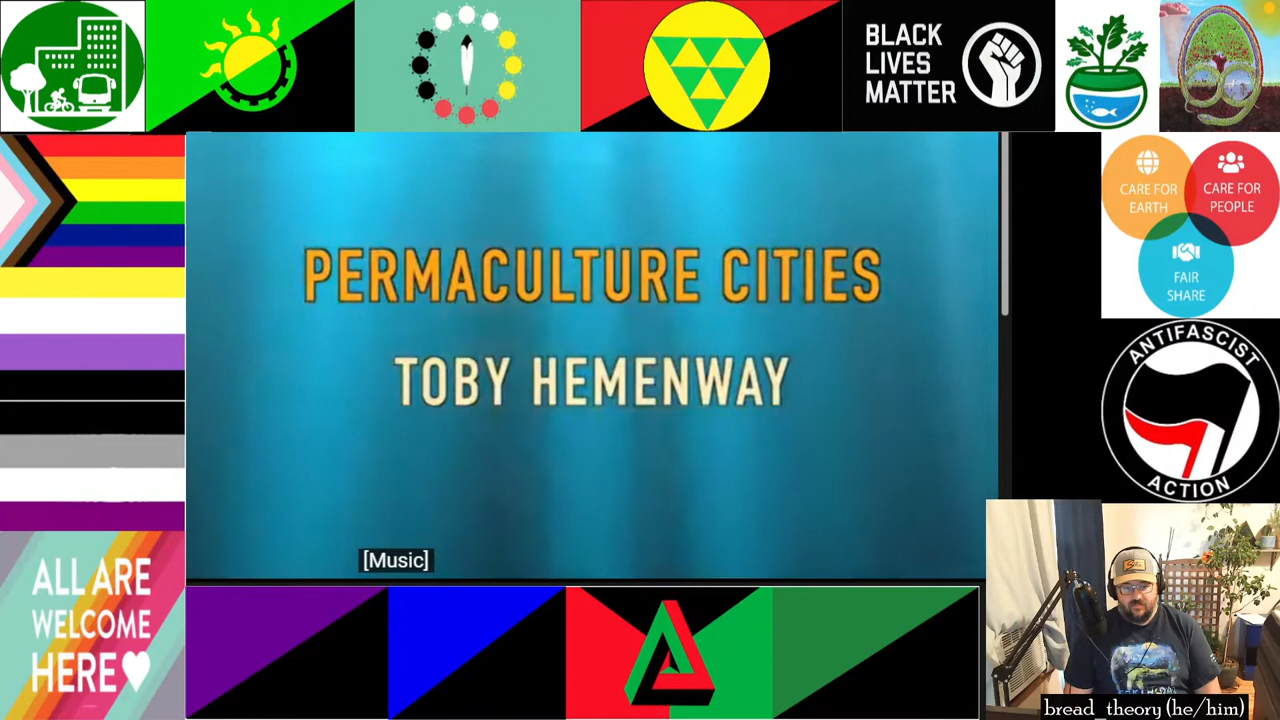 BLACK
LIVES
MATTER
PERMACULTURE CITIES
TOBY HEMENWAY
[Music]
CARE FOR
EARTH
CARE FOR
PEOPLE
FAIR
SHARE
ANTIFASCIST
ACTION
ALL ARE
WELCOME
HERE
bread_theory (he/him)